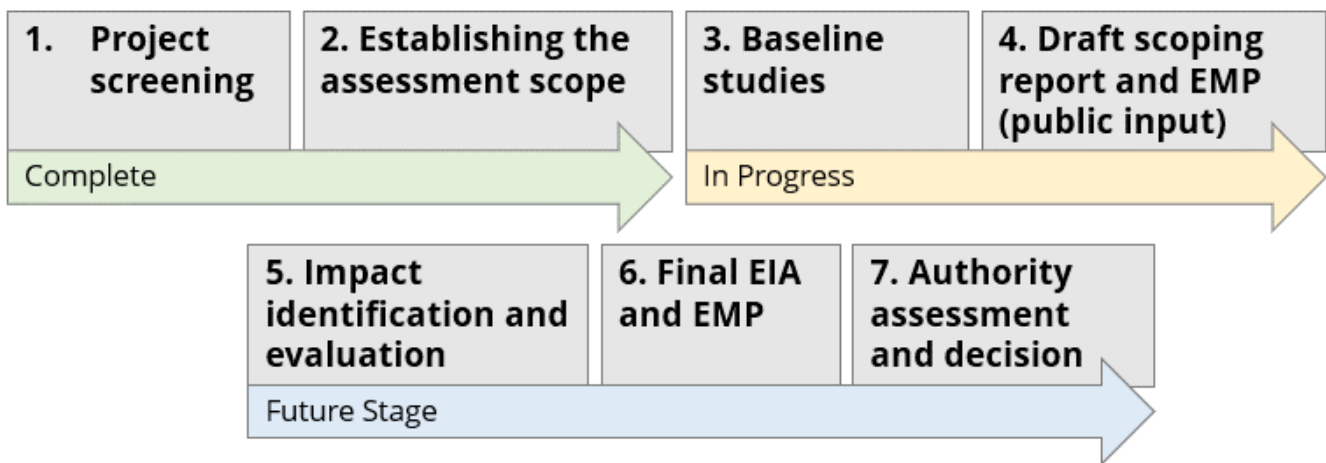 1. Project
screening
2. Establishing the
assessment scope
3. Baseline
studies
4. Draft scoping
report and EMP
(public input)
Complete
In Progress
5. Impact
identification and
evaluation
6. Final EIA
and EMP
7. Authority
assessment
and decision
Future Stage